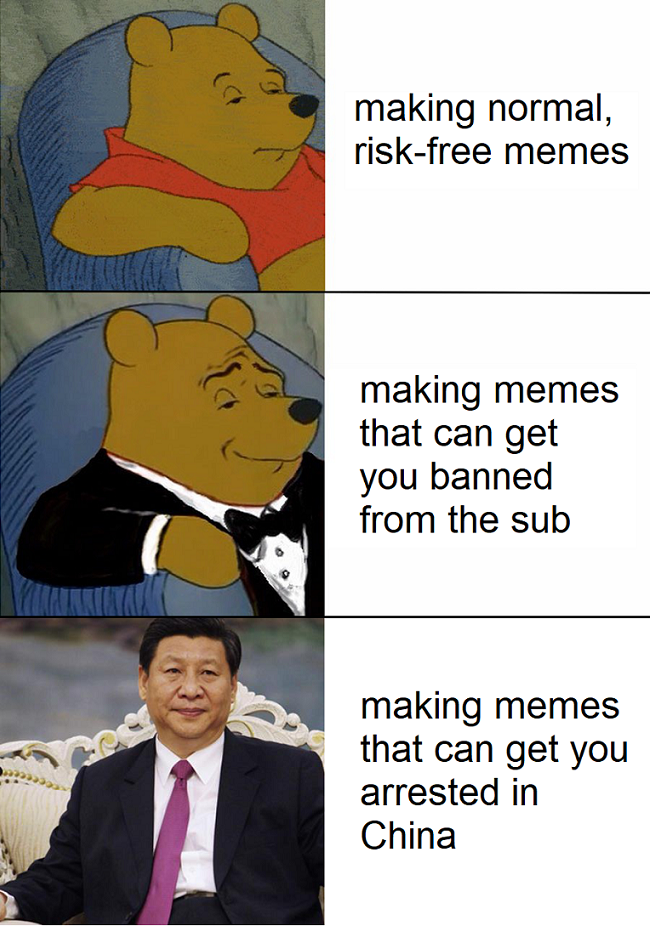 making normal,
risk-free memes
making memes
that can get
you banned
from the sub
making memes
that can get you
arrested in
China